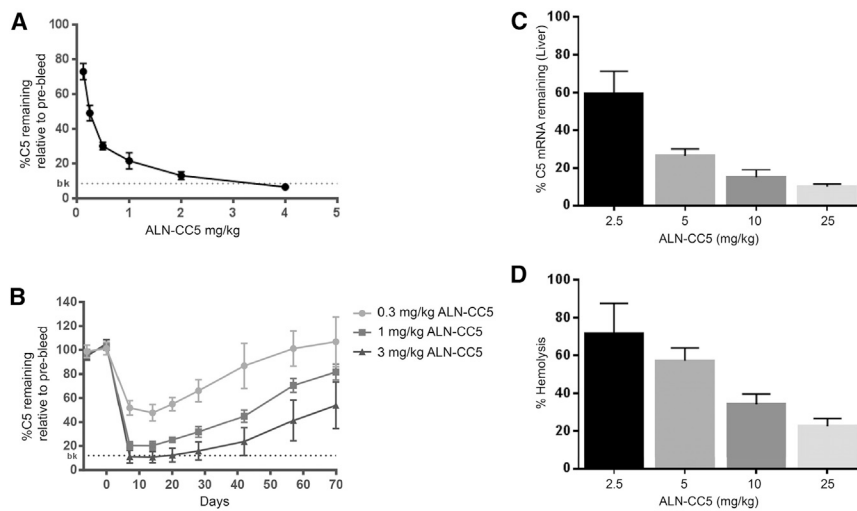 A
%C5 remaining
relative to pre-bleed
100
80
60
40
20
bk
0
0 1 2 3 4 5
ALN-CC5 mg/kg
B
%C5 remaining
relative to pre-bleed
140
120
100
80
60
40
20
bk
0
0 10 20 30 40 50 60 70
Days
0.3 mg/kg ALN-CC5
1 mg/kg ALN-CC5
3 mg/kg ALN-CC5
C
% C5 mRNA remaining (Liver)
100
80
60
40
20
0
2.5 5 10 25
ALN-CC5 (mg/kg)
D
% Hemolysis
100
80
60
40
20
0
2.5 5 10 25
ALN-CC5 (mg/kg)